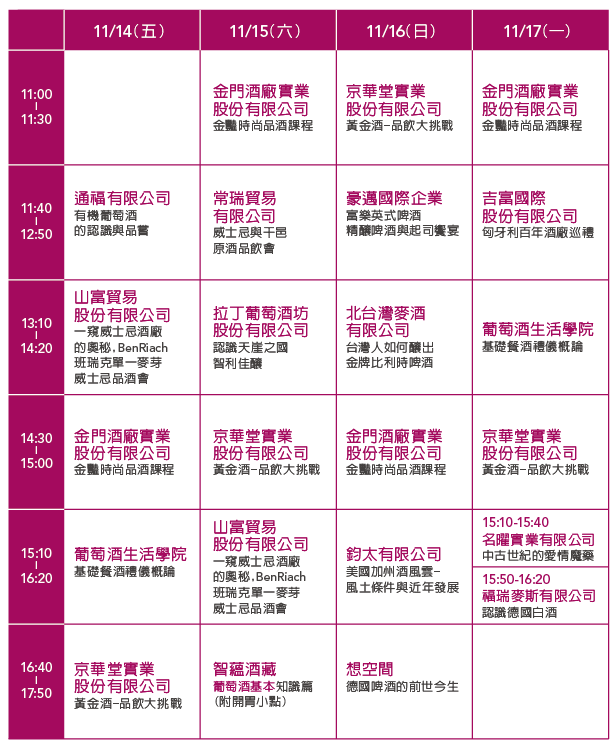 11/14(五)
11/15(六)
11/16(日)
11/17(一)
11:00
|
11:30
金門酒廠實業
股份有限公司
金豔時尚品酒課程
京華堂實業
股份有限公司
黃金酒-品飲大挑戰
金門酒廠實業
股份有限公司
金豔時尚品酒課程
11:40
|
12:50
通福有限公司
有機葡萄酒
的認識與品嘗
常瑞貿易
有限公司
威士忌與干邑
原酒品飲會
豪邁國際企業
富樂英式啤酒
精釀啤酒與起司饗宴
吉富國際
股份有限公司
匈牙利百年酒廠巡禮
13:10
|
14:20
山富貿易
股份有限公司
一窺威士忌酒廠
的奧秘,BenRiach
班瑞克單一麥芽
威士忌品酒會
拉丁葡萄酒坊
股份有限公司
認識天崖之國
智利佳釀
北台灣麥酒
有限公司
台灣人如何釀出
金牌比利時啤酒
葡萄酒生活學院
基礎餐酒禮儀概論
14:30
|
15:00
金門酒廠實業
股份有限公司
金豔時尚品酒課程
京華堂實業
股份有限公司
黃金酒-品飲大挑戰
金門酒廠實業
股份有限公司
金豔時尚品酒課程
京華堂實業
股份有限公司
黃金酒-品飲大挑戰
15:10
|
16:20
葡萄酒生活學院
基礎餐酒禮儀概論
山富貿易
股份有限公司
一窺威士忌酒廠
的奧秘,BenRiach
班瑞克單一麥芽
威士忌品酒會
鈞太有限公司
美國加州酒風雲-
風土條件與近年發展
15:10-15:40
名曜實業有限公司
中古世紀的愛情魔藥
15:50-16:20
福瑞麥斯有限公司
認識德國白酒
16:40
|
17:50
京華堂實業
股份有限公司
黃金酒-品飲大挑戰
智蘊酒藏
葡萄酒基本知識篇
(附開胃小點)
想空間
德國啤酒的前世今生